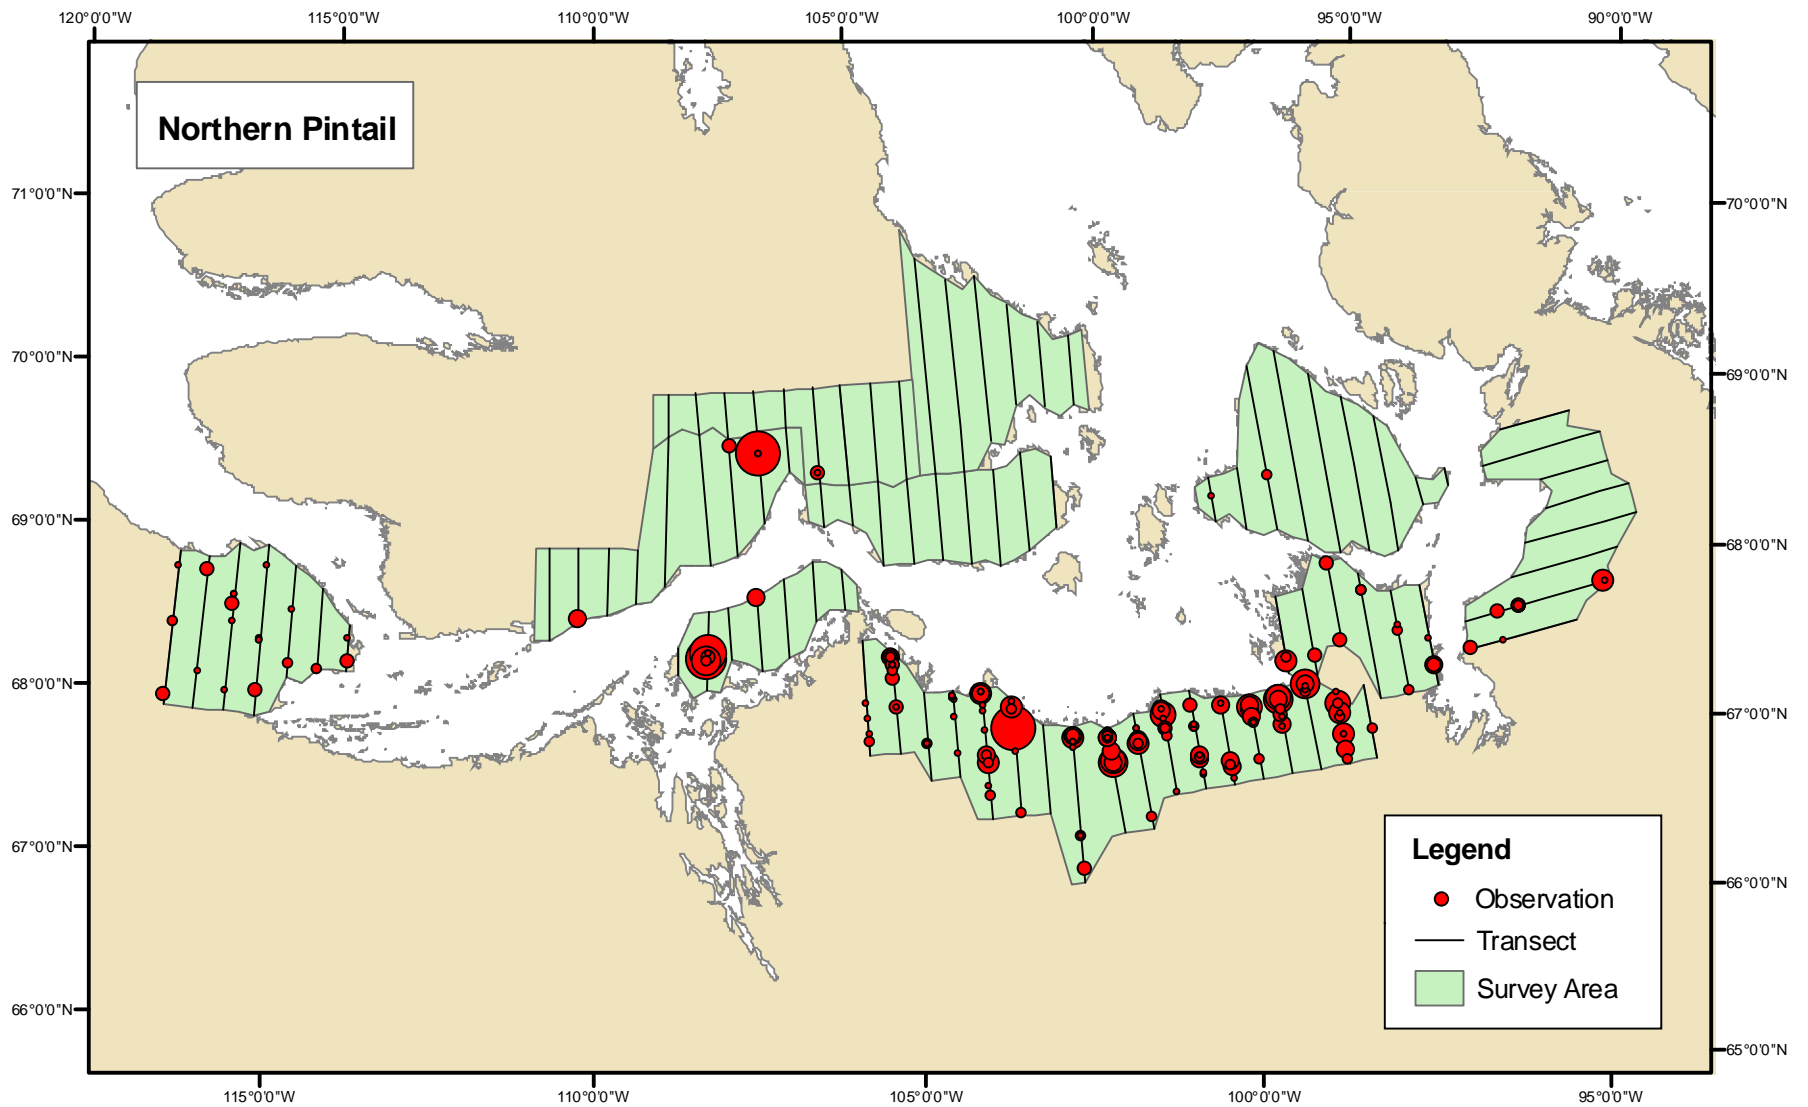 120°0'0"W 115°0'0"W 110°0'0"W 105°0'0"W 100°0'0"W 95°0'0"W 90°0'0"W
Northern Pintail
71°0'0"N
70°0'0"N
70°0'0"N
69°0'0"N
69°0'0"N
68°0'0"N
68°0'0"N
67°0'0"N
67°0'0"N
66°0'0"N
66°0'0"N
65°0'0"N
Legend
Observation
Transect
Survey Area
115°0'0"W 110°0'0"W 105°0'0"W 100°0'0"W 95°0'0"W